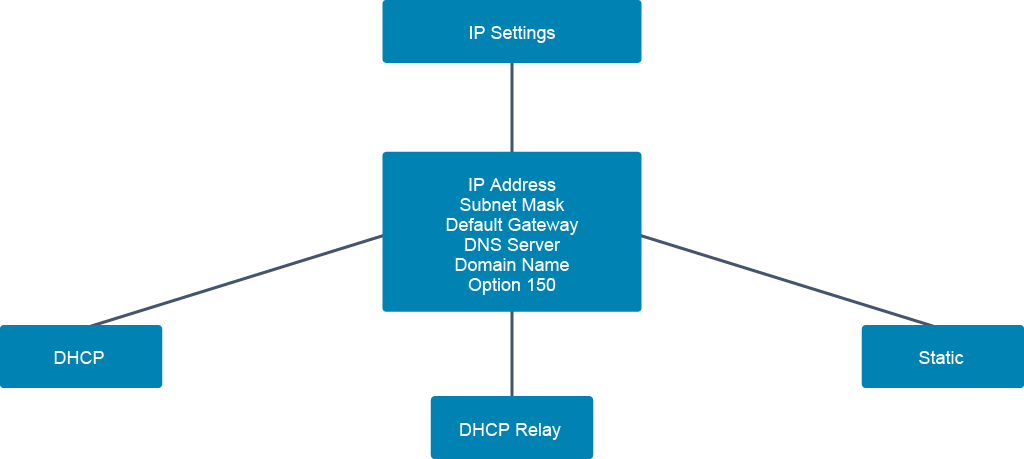 IP Settings
IP Address
Subnet Mask
Default Gateway
DNS Server
Domain Name
Option 150
DHCP
Static
DHCP Relay